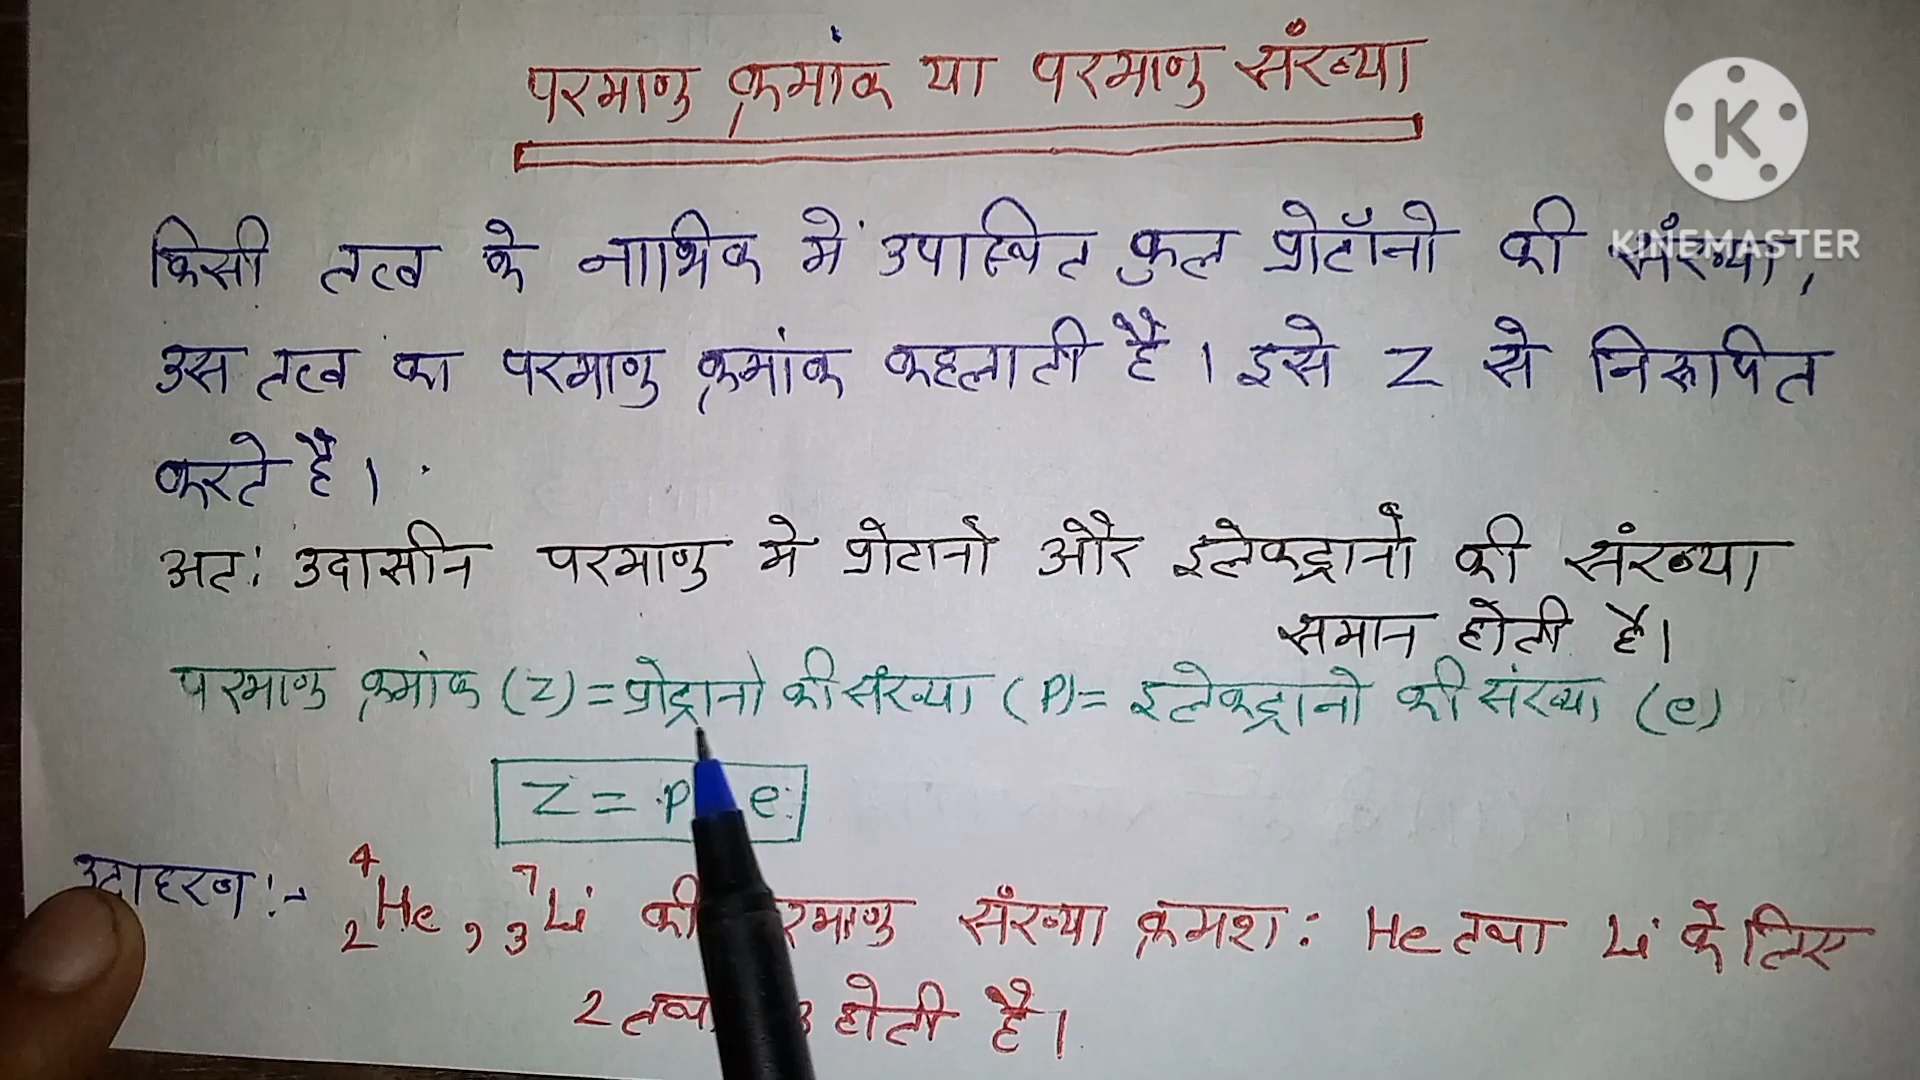 परमाणु क्रमांक या परमाणु संख्या
K
KINEMASTER
किसी तत्व के नाभिक में उपस्थित कुल प्रोटॉनो की संख्या,
उस तत्व का परमाणु क्रमांक कहलाती है । इसे Z से निरूपित
करते है ।
अतः उदासीन परमाणु मे प्रोटानो और इलेक्ट्रानो की संख्या
समान होती है।
परमाणु क्रमांक (Z) = प्रोट्रानो की संख्या (P) = इलेक्ट्रानो की संख्या (e)
Z = P e
उदाहरण :- ⁴₂He , ⁷₃Li की परमाणु संख्या क्रमश: He तथा Li के लिए
2 तथा 3 होती है।